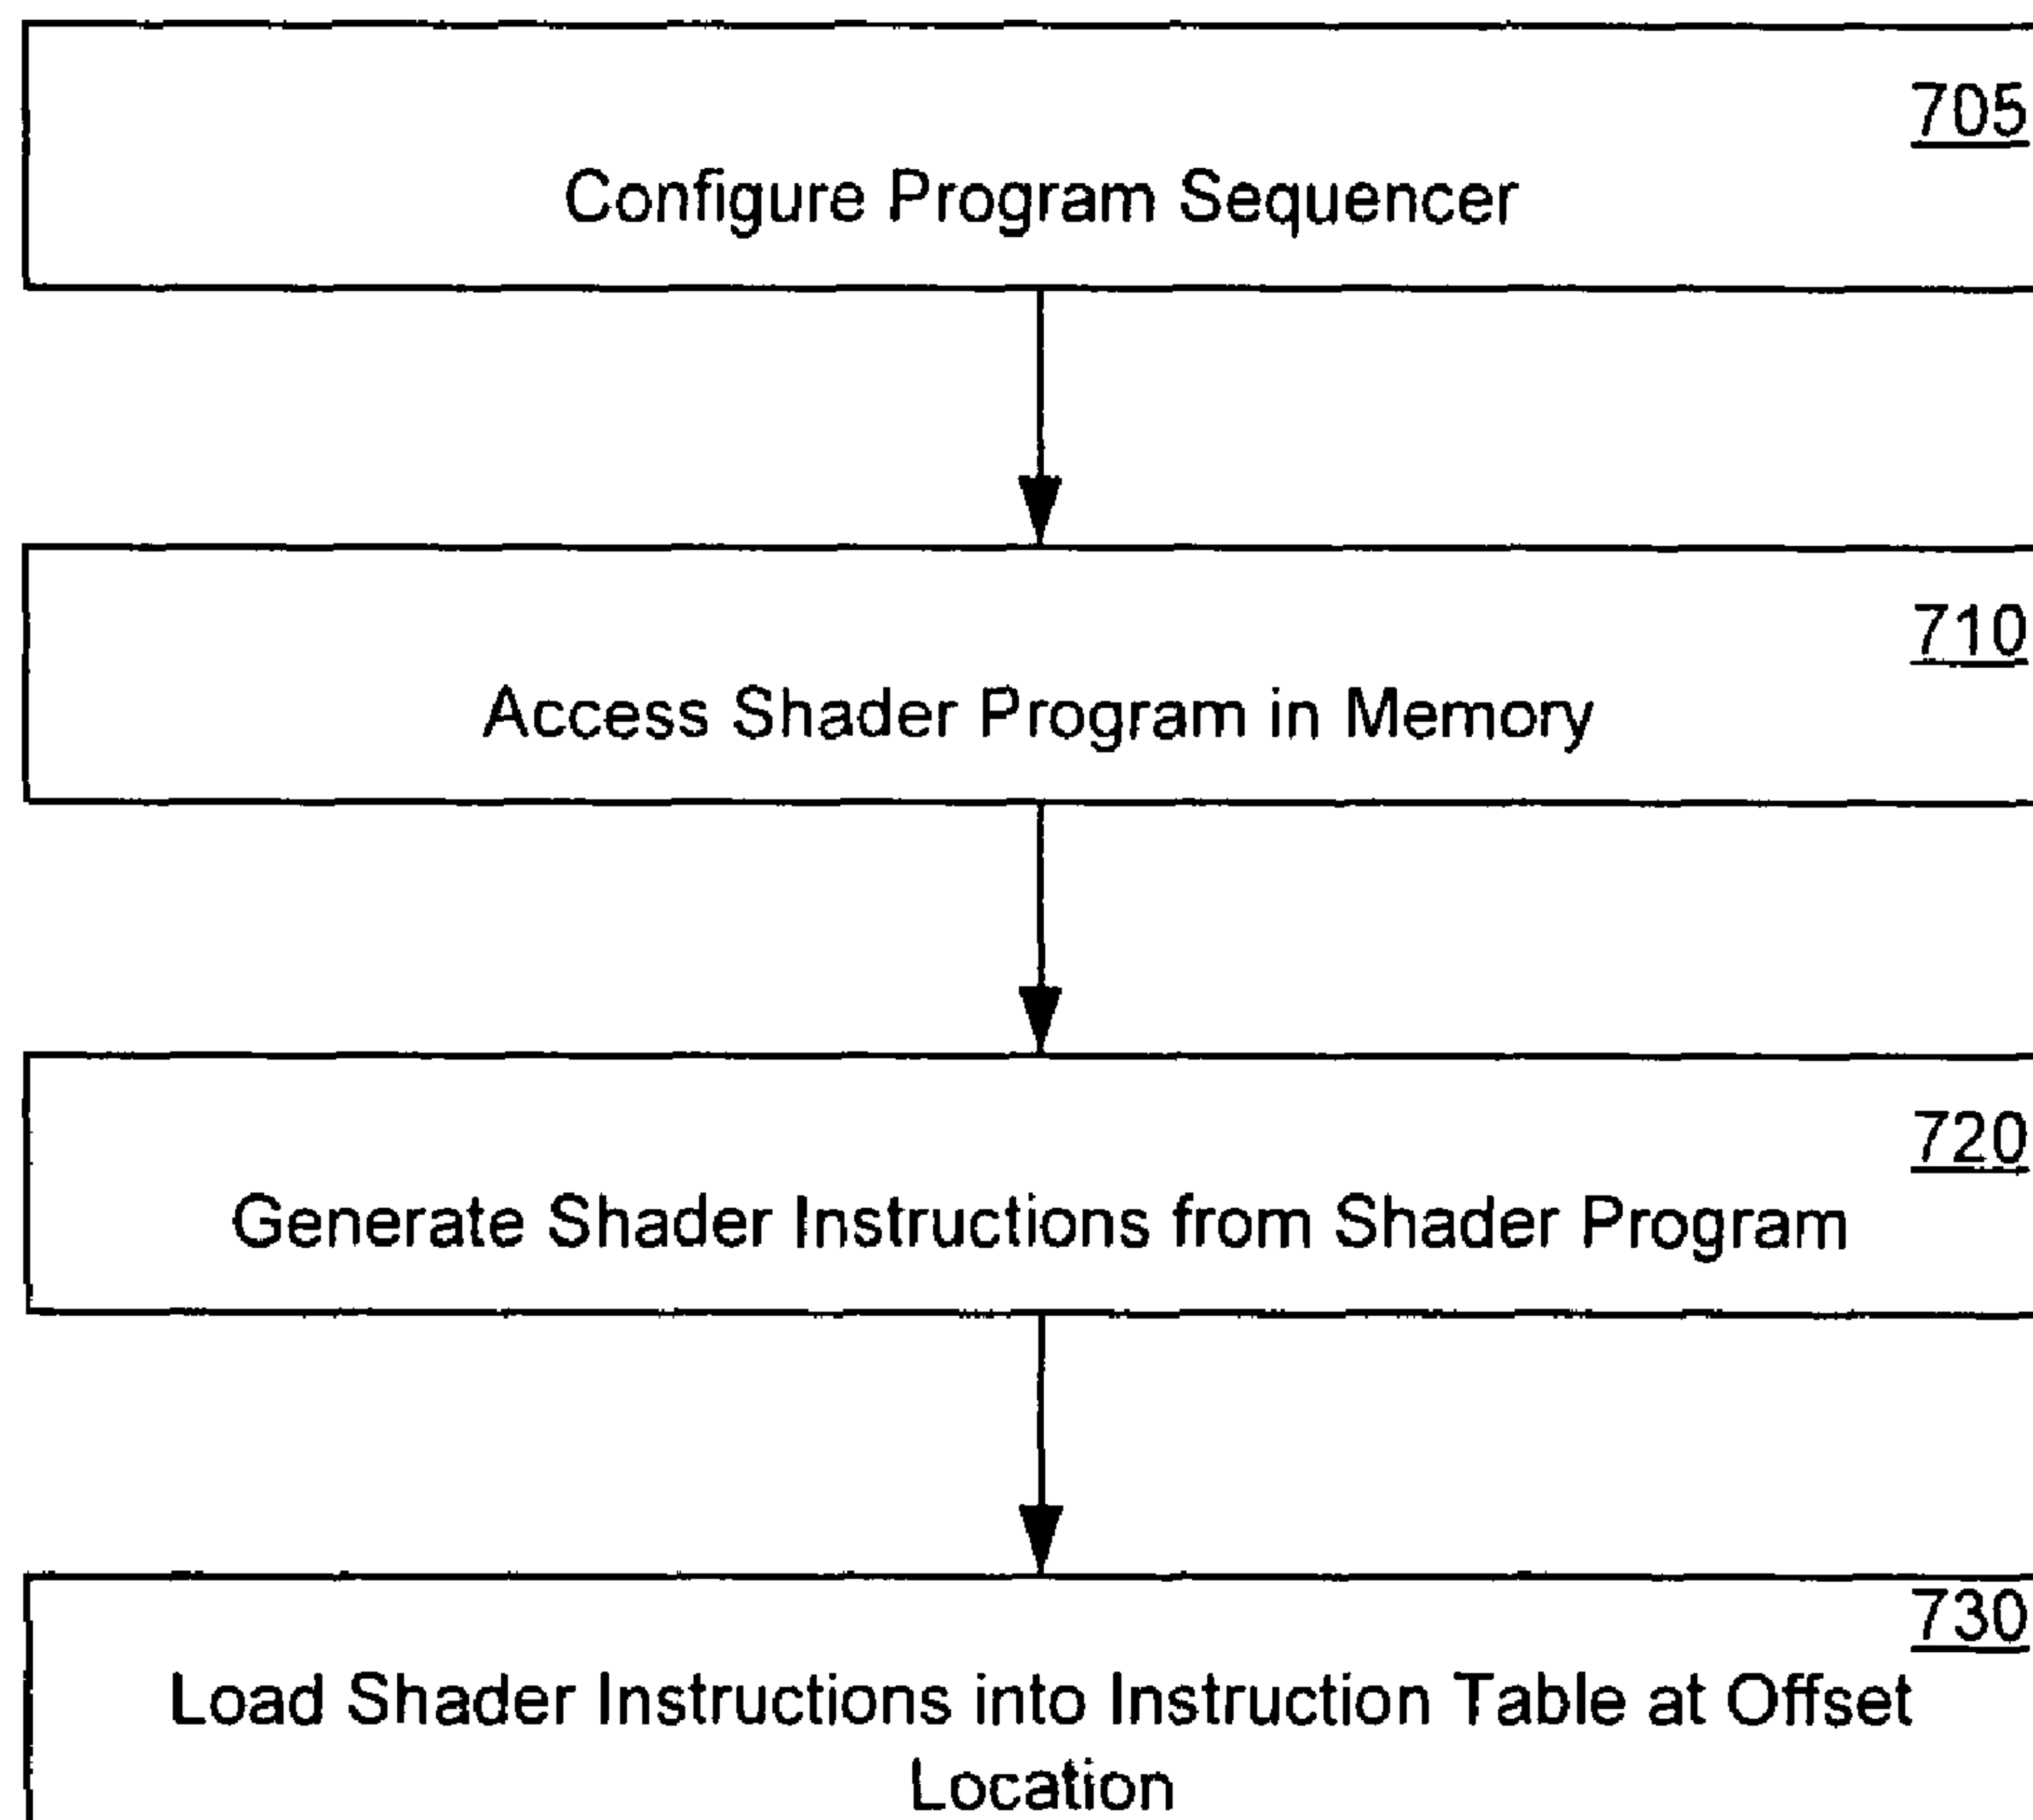 705
Configure Program Sequencer
710
Access Shader Program in Memory
720
Generate Shader Instructions from Shader Program
730
Load Shader Instructions into Instruction Table at Offset
Location